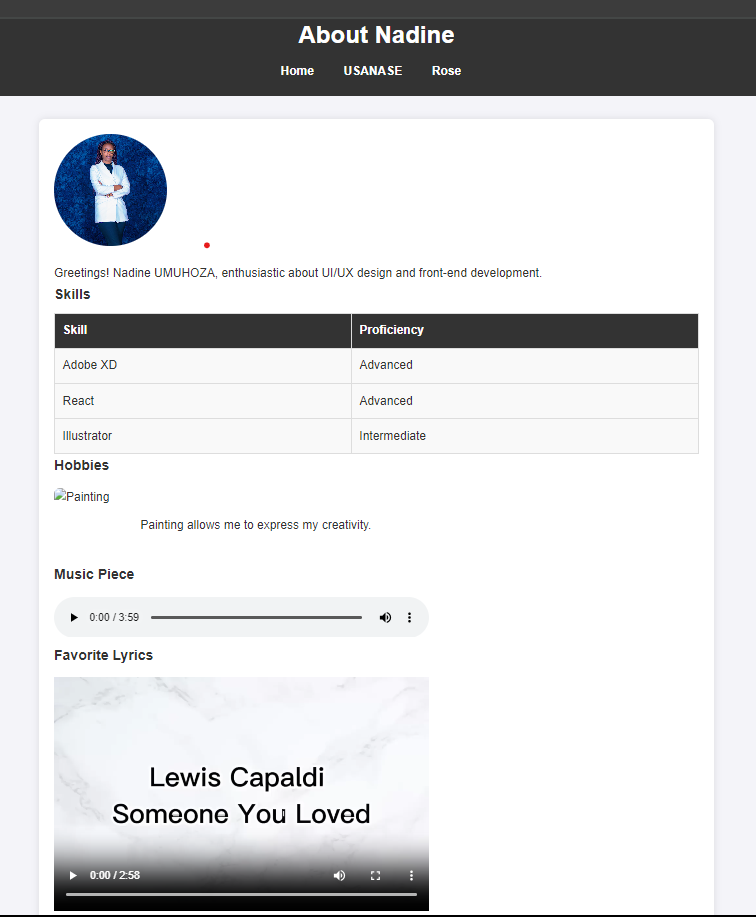 About Nadine
Home USANASE Rose
Greetings! Nadine UMUHOZA, enthusiastic about UI/UX design and front-end development.
Skills
Skill Proficiency
Adobe XD Advanced
React Advanced
Illustrator Intermediate
Hobbies
Painting
Painting allows me to express my creativity.
Music Piece
0:00 / 3:59
Favorite Lyrics
Lewis Capaldi
Someone You Loved
0:00 / 2:58